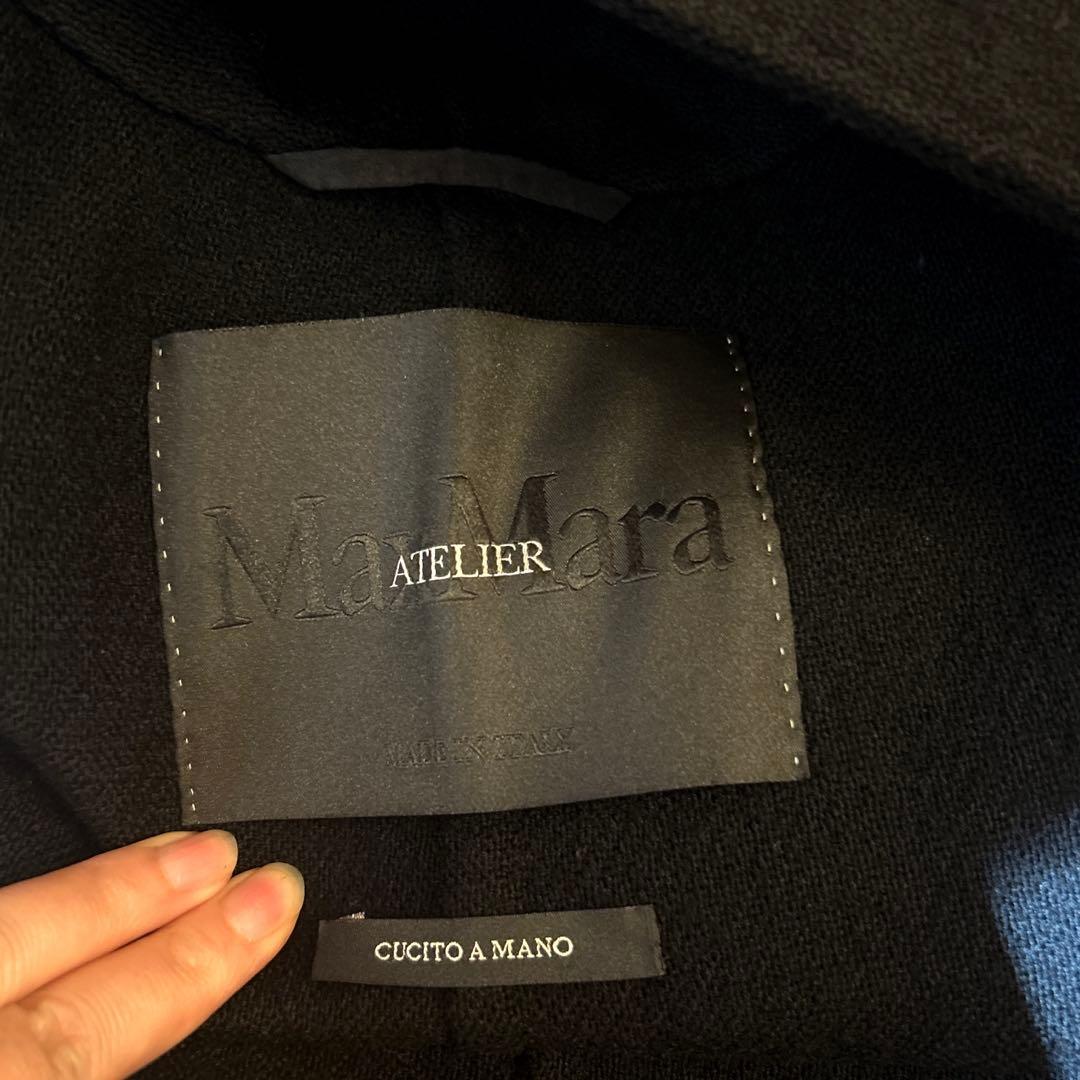 MaxMara
ATELIER
MADE IN ITALY
CUCITO A MANO